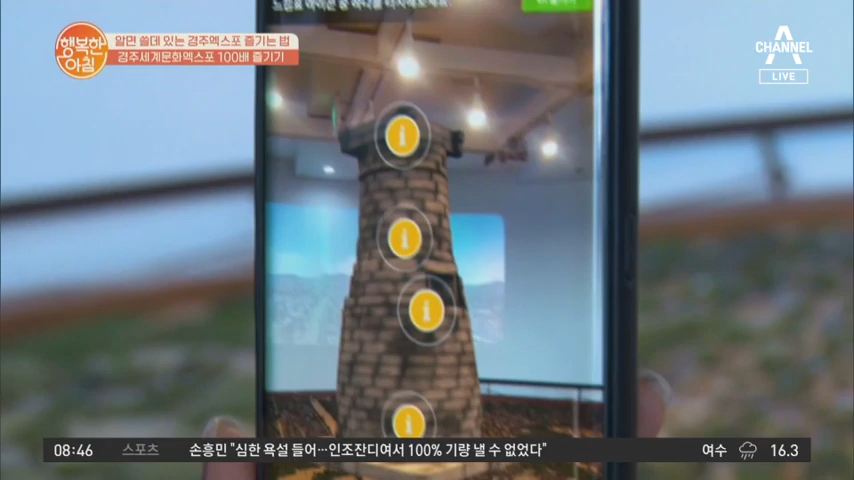 행복한
아침
알면 쓸데 있는 경주엑스포 즐기는 법
경주세계문화엑스포 100배 즐기기
CHANNEL
LIVE
i
i
i
i
08:46 스포츠 손흥민 "심한 욕설 들어…인조잔디여서 100% 기량 낼 수 없었다" 여수 16.3